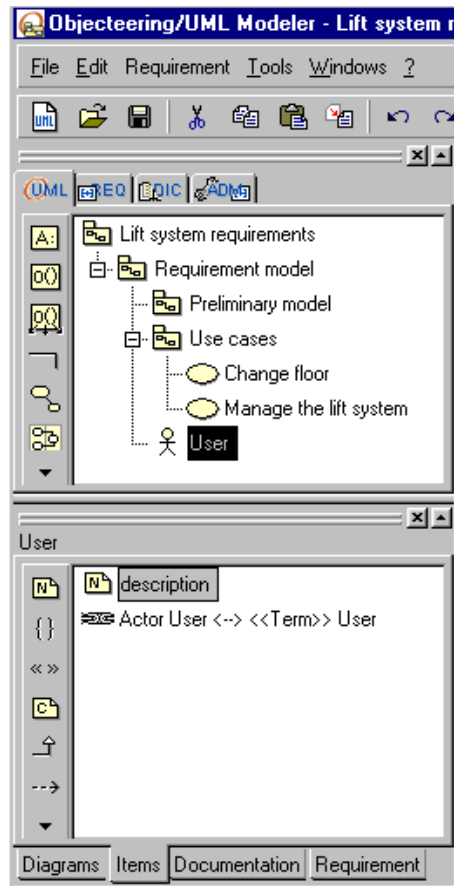 Objecteering/UML Modeler - Lift system r
File Edit Requirement Tools Windows ?
UML REQ DIC ADM
Lift system requirements
Requirement model
Preliminary model
Use cases
Change floor
Manage the lift system
User
User
description
Actor User <--> <<Term>> User
Diagrams Items Documentation Requirement